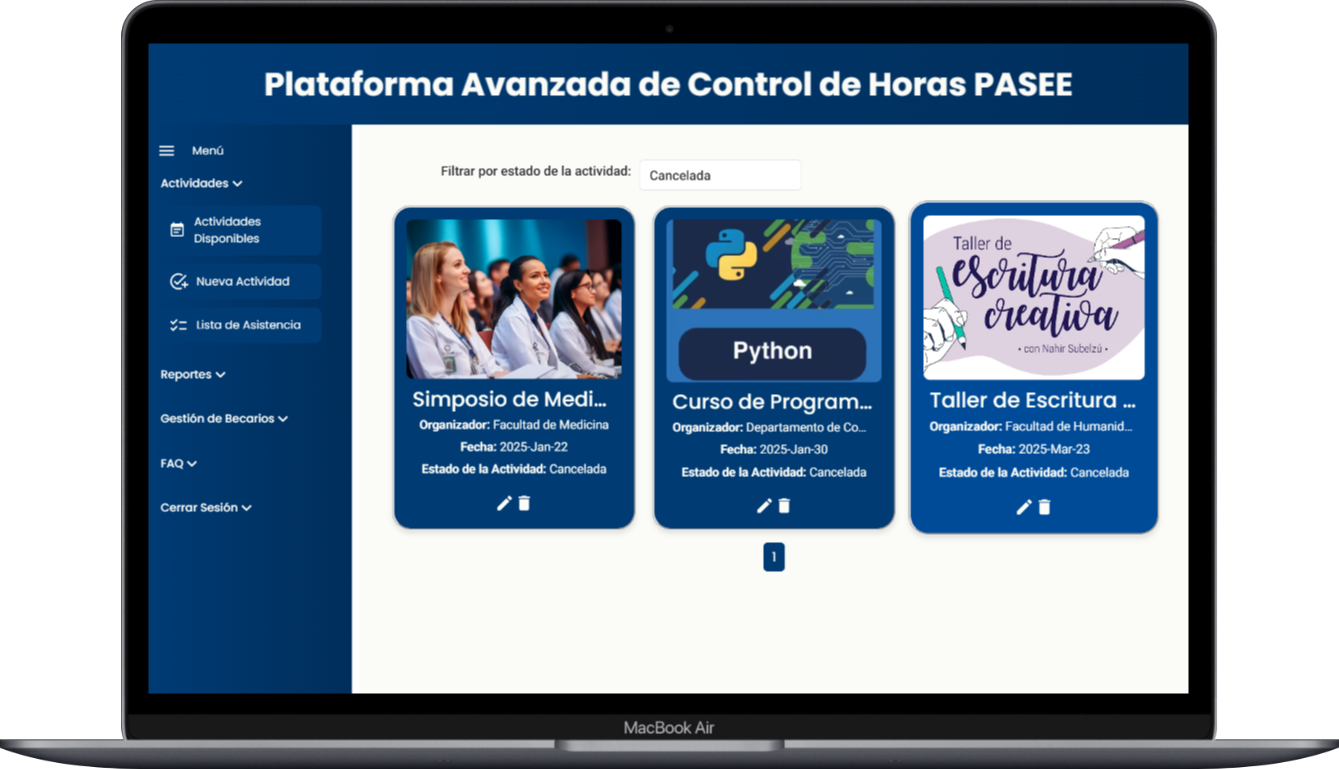 Plataforma Avanzada de Control de Horas PASEE
Menú
Actividades
Actividades
Disponibles
Nueva Actividad
Lista de Asistencia
Reportes
Gestión de Becarios
FAQ
Cerrar Sesión
Filtrar por estado de la actividad:
Cancelada
Simposio de Medi...
Organizador: Facultad de Medicina
Fecha: 2025-Jan-22
Estado de la Actividad: Cancelada
Python
Curso de Program...
Organizador: Departamento de Co...
Fecha: 2025-Jan-30
Estado de la Actividad: Cancelada
Taller de
escritura
creativa
• con Nahir Subelzú •
Taller de Escritura ...
Organizador: Facultad de Humanid...
Fecha: 2025-Mar-23
Estado de la Actividad: Cancelada
1
MacBook Air